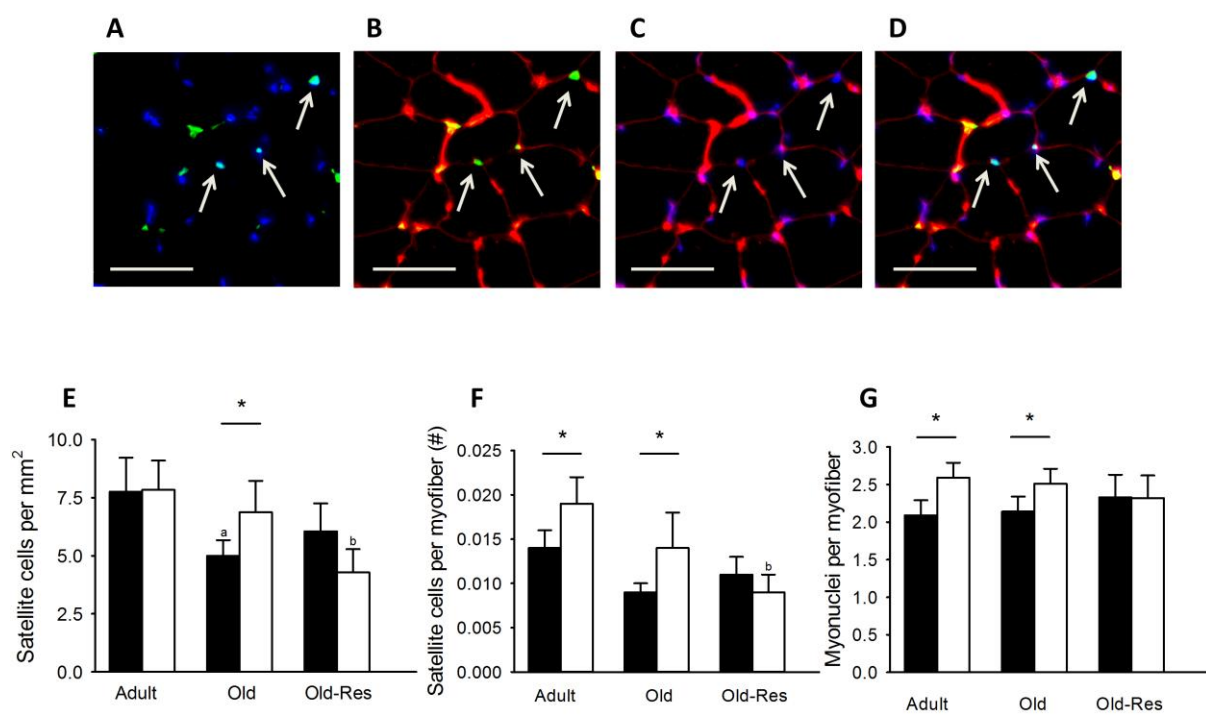 A
B
C
D
E
Satellite cells per mm²
10.0
7.5
5.0
2.5
0.0
*
a
b
Adult
Old
Old-Res
F
Satellite cells per myofiber (#)
0.025
0.020
0.015
0.010
0.005
0.000
*
*
b
Adult
Old
Old-Res
G
Myonuclei per myofiber
3.0
2.5
2.0
1.5
1.0
0.5
0.0
*
*
Adult
Old
Old-Res